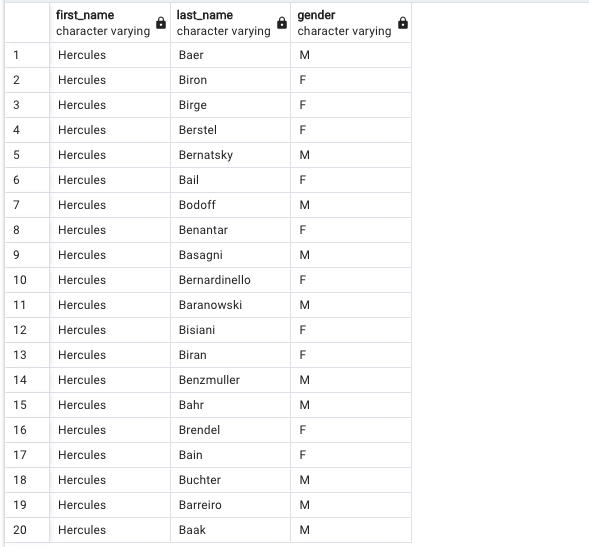 first_name last_name gender
character varying character varying character varying
1 Hercules Baer M
2 Hercules Biron F
3 Hercules Birge F
4 Hercules Berstel F
5 Hercules Bernatsky M
6 Hercules Bail F
7 Hercules Bodoff M
8 Hercules Benantar F
9 Hercules Basagni M
10 Hercules Bernardinello F
11 Hercules Baranowski M
12 Hercules Bisiani F
13 Hercules Biran F
14 Hercules Benzmuller M
15 Hercules Bahr M
16 Hercules Brendel F
17 Hercules Bain F
18 Hercules Buchter M
19 Hercules Barreiro M
20 Hercules Baak M